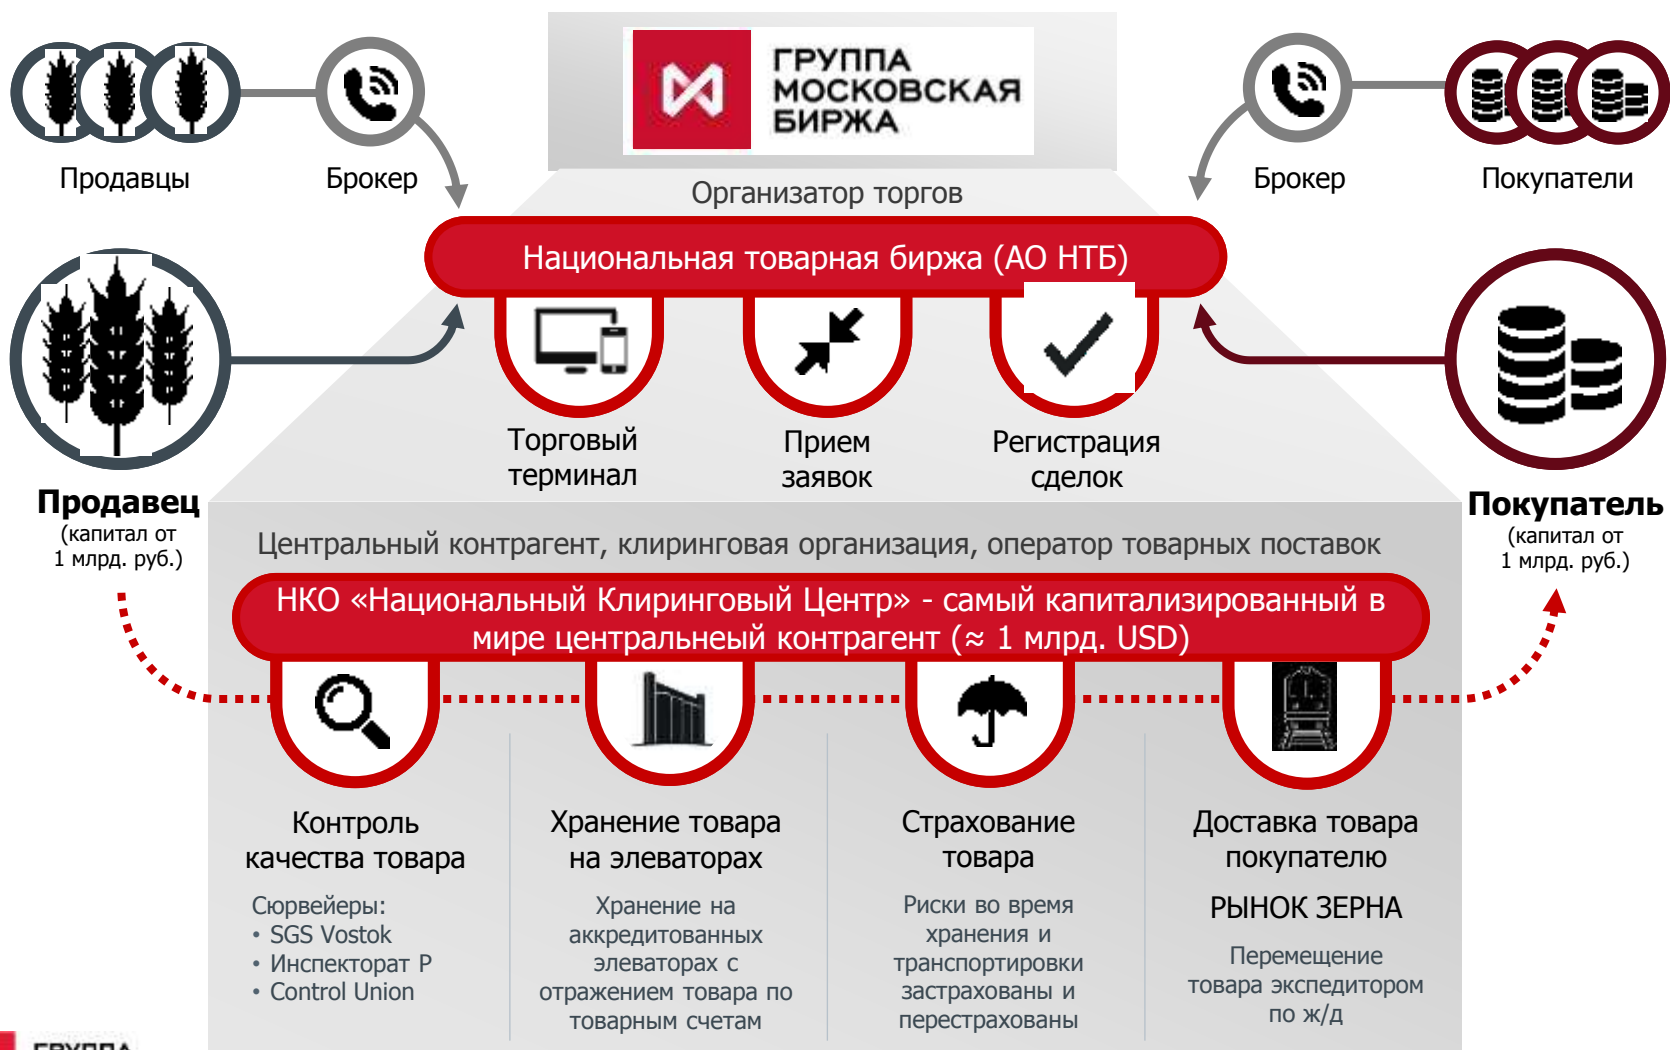 ГРУППА
МОСКОВСКАЯ
БИРЖА
Продавцы
Брокер
Брокер
Покупатели
Организатор торгов
Национальная товарная биржа (АО НТБ)
Торговый
терминал
Прием
заявок
Регистрация
сделок
Продавец
(капитал от
1 млрд. руб.)
Покупатель
(капитал от
1 млрд. руб.)
Центральный контрагент, клиринговая организация, оператор товарных поставок
НКО «Национальный Клиринговый Центр» - самый капитализированный в
мире центральнеый контрагент (≈ 1 млрд. USD)
Контроль
качества товара
Сюрвейеры:
• SGS Vostok
• Инспекторат Р
• Control Union
Хранение товара
на элеваторах
Хранение на
аккредитованных
элеваторах с
отражением товара по
товарным счетам
Страхование
товара
Риски во время
хранения и
транспортировки
застрахованы и
перестрахованы
Доставка товара
покупателю
РЫНОК ЗЕРНА
Перемещение
товара экспедитором
по ж/д
ГРУППА